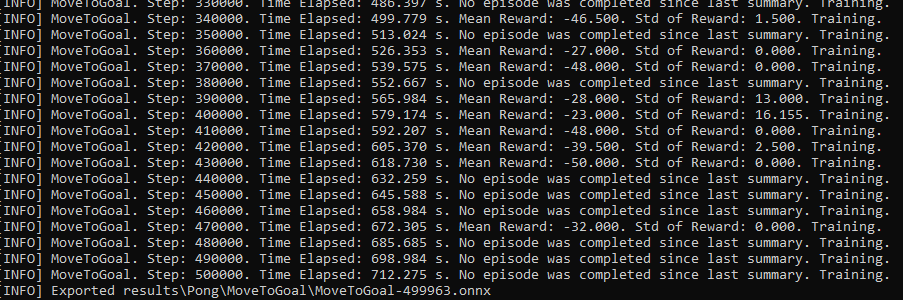 [INFO] MoveToGoal. Step: 330000. Time Elapsed: 486.397 s. No episode was completed since last summary. Training.
[INFO] MoveToGoal. Step: 340000. Time Elapsed: 499.779 s. Mean Reward: -46.500. Std of Reward: 1.500. Training.
[INFO] MoveToGoal. Step: 350000. Time Elapsed: 513.024 s. No episode was completed since last summary. Training.
[INFO] MoveToGoal. Step: 360000. Time Elapsed: 526.353 s. Mean Reward: -27.000. Std of Reward: 0.000. Training.
[INFO] MoveToGoal. Step: 370000. Time Elapsed: 539.575 s. Mean Reward: -48.000. Std of Reward: 0.000. Training.
[INFO] MoveToGoal. Step: 380000. Time Elapsed: 552.667 s. No episode was completed since last summary. Training.
[INFO] MoveToGoal. Step: 390000. Time Elapsed: 565.984 s. Mean Reward: -28.000. Std of Reward: 13.000. Training.
[INFO] MoveToGoal. Step: 400000. Time Elapsed: 579.174 s. Mean Reward: -23.000. Std of Reward: 16.155. Training.
[INFO] MoveToGoal. Step: 410000. Time Elapsed: 592.207 s. Mean Reward: -48.000. Std of Reward: 0.000. Training.
[INFO] MoveToGoal. Step: 420000. Time Elapsed: 605.370 s. Mean Reward: -39.500. Std of Reward: 2.500. Training.
[INFO] MoveToGoal. Step: 430000. Time Elapsed: 618.730 s. Mean Reward: -50.000. Std of Reward: 0.000. Training.
[INFO] MoveToGoal. Step: 440000. Time Elapsed: 632.259 s. No episode was completed since last summary. Training.
[INFO] MoveToGoal. Step: 450000. Time Elapsed: 645.588 s. No episode was completed since last summary. Training.
[INFO] MoveToGoal. Step: 460000. Time Elapsed: 658.984 s. No episode was completed since last summary. Training.
[INFO] MoveToGoal. Step: 470000. Time Elapsed: 672.305 s. Mean Reward: -32.000. Std of Reward: 0.000. Training.
[INFO] MoveToGoal. Step: 480000. Time Elapsed: 685.685 s. No episode was completed since last summary. Training.
[INFO] MoveToGoal. Step: 490000. Time Elapsed: 698.984 s. No episode was completed since last summary. Training.
[INFO] MoveToGoal. Step: 500000. Time Elapsed: 712.275 s. No episode was completed since last summary. Training.
[INFO] Exported results\Pong\MoveToGoal\MoveToGoal-499963.onnx